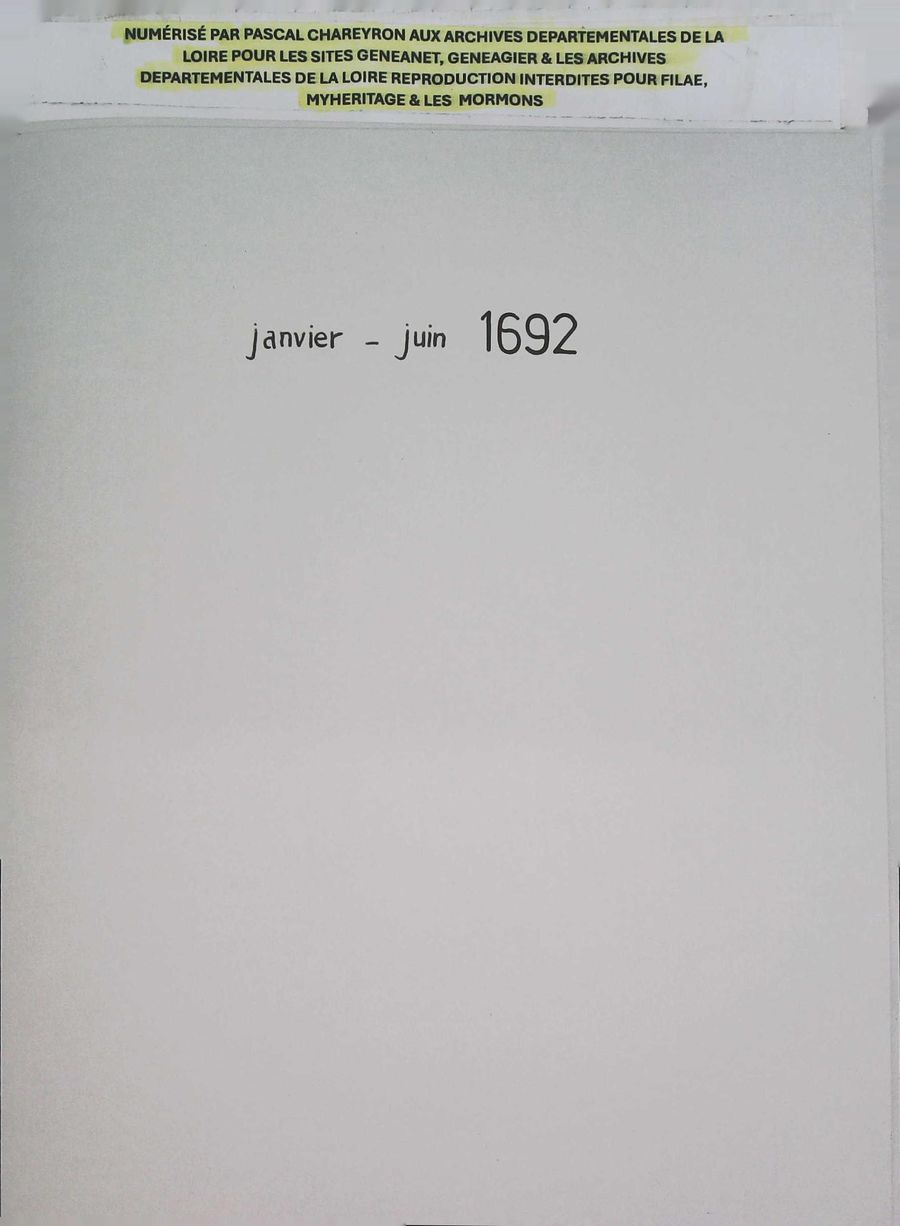 NUMÉRISÉ PAR PASCAL CHAREYRON AUX ARCHIVES DEPARTEMENTALES DE LA
LOIRE POUR LES SITES GENEANET, GENEAGIER & LES ARCHIVES
DEPARTEMENTALES DE LA LOIRE REPRODUCTION INTERDITES POUR FILAE,
MYHERITAGE & LES MORMONS
janvier - juin 1692